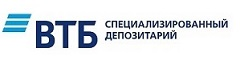 ВТБ
СПЕЦИАЛИЗИРОВАННЫЙ
ДЕПОЗИТАРИЙ